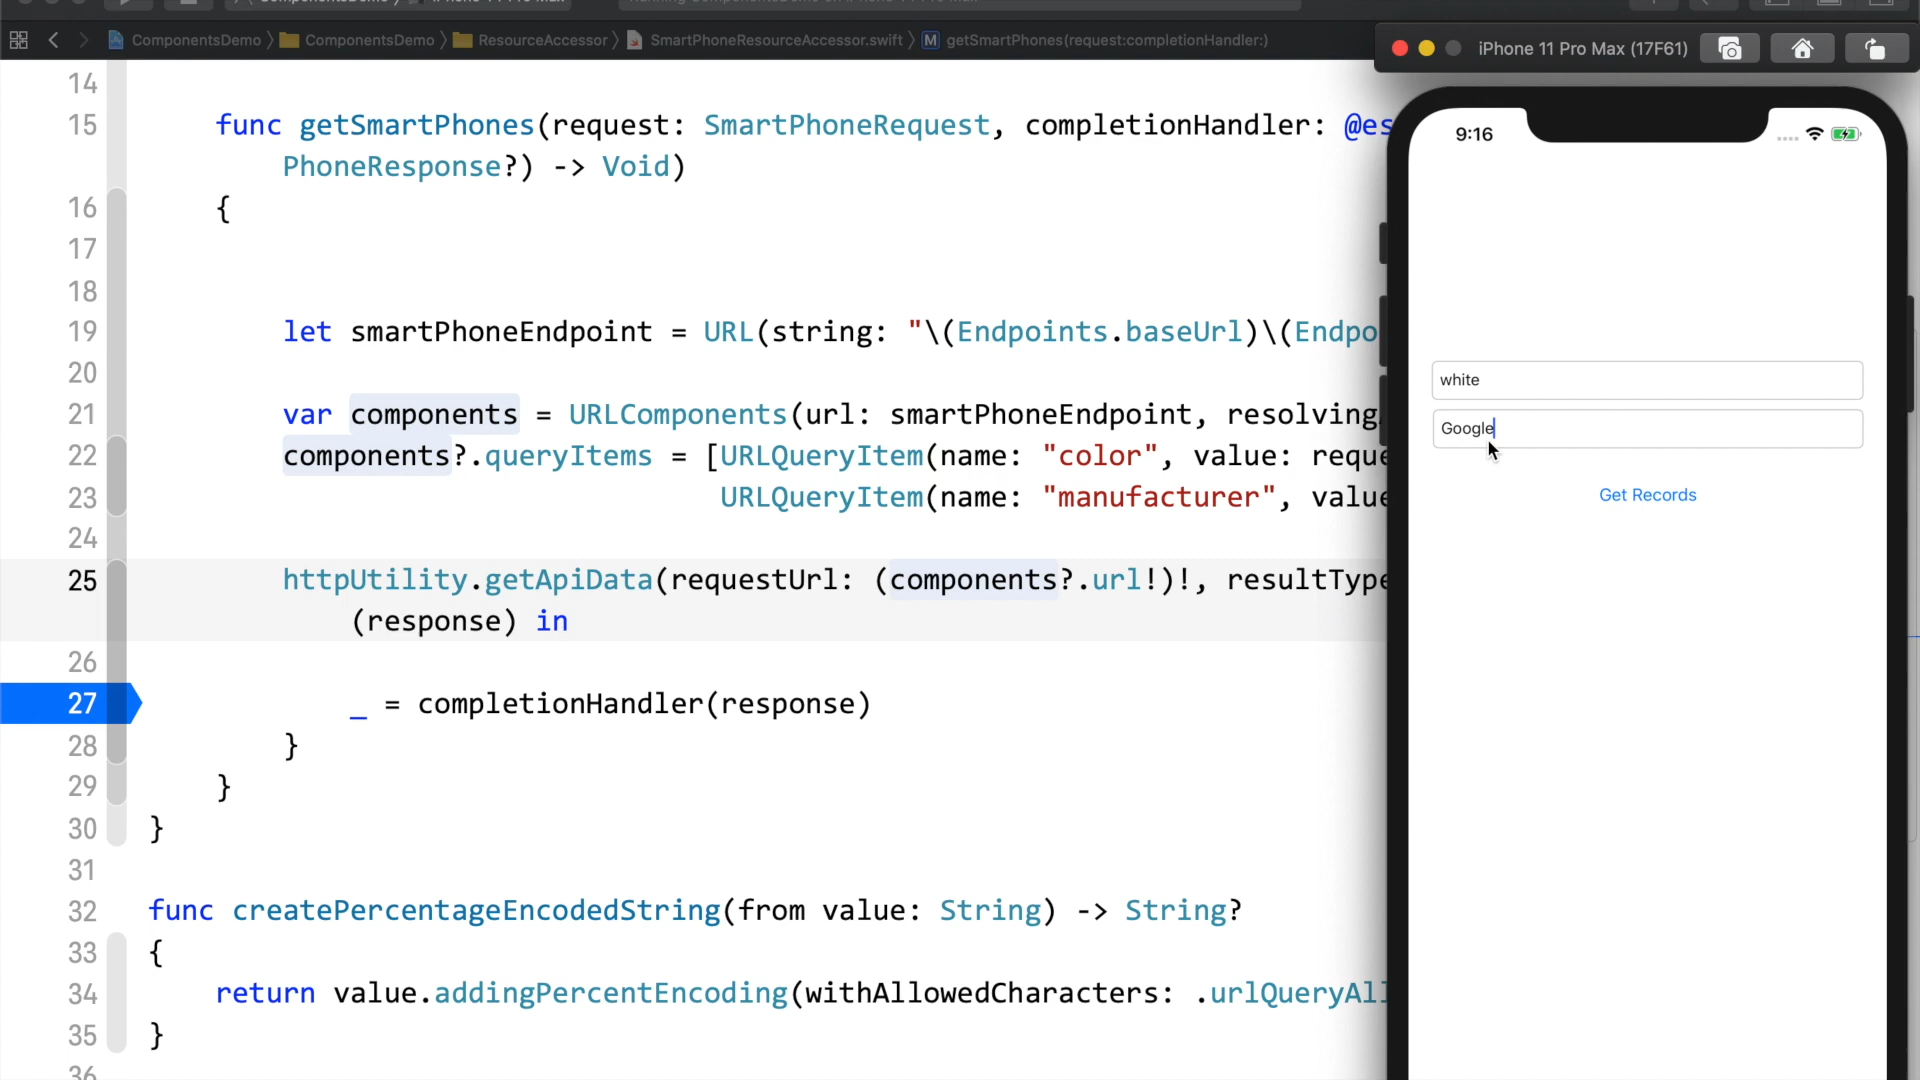 ComponentsDemo
ComponentsDemo
ResourceAccessor
SmartPhoneResourceAccessor.swift
M
getSmartPhones(request:completionHandler:)
iPhone 11 Pro Max (17F61)
9:16
white
Google
Get Records
14
15 func getSmartPhones(request: SmartPhoneRequest, completionHandler: @es
PhoneResponse?) -> Void)
16 {
17
18
19 let smartPhoneEndpoint = URL(string: "\(Endpoints.baseUrl)\(Endpo
20
21 var components = URLComponents(url: smartPhoneEndpoint, resolving
22 components?.queryItems = [URLQueryItem(name: "color", value: reque
23 URLQueryItem(name: "manufacturer", value
24
25 httpUtility.getApiData(requestUrl: (components?.url!)!, resultType
(response) in
26
27 _ = completionHandler(response)
28 }
29 }
30 }
31
32 func createPercentageEncodedString(from value: String) -> String?
33 {
34 return value.addingPercentEncoding(withAllowedCharacters: .urlQueryAll
35 }
36